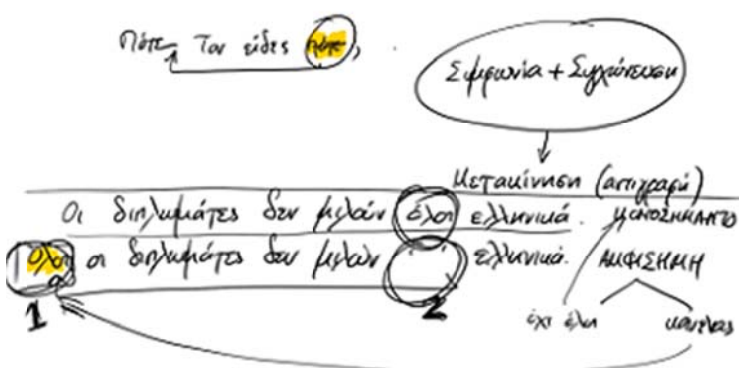 Πότε τον είδες πότε;
Συμφωνία + Συγχώνευση
Μετακίνηση (αντιγραφή)
Οι διπλωμάτες δεν μιλούν όλοι ελληνικά. ΜΟΝΟΣΗΜΑΝΤΟ
Όλοι οι διπλωμάτες δεν μιλούν ελληνικά. ΑΜΦΙΣΗΜΗ
1 2 όχι όλοι κανένας